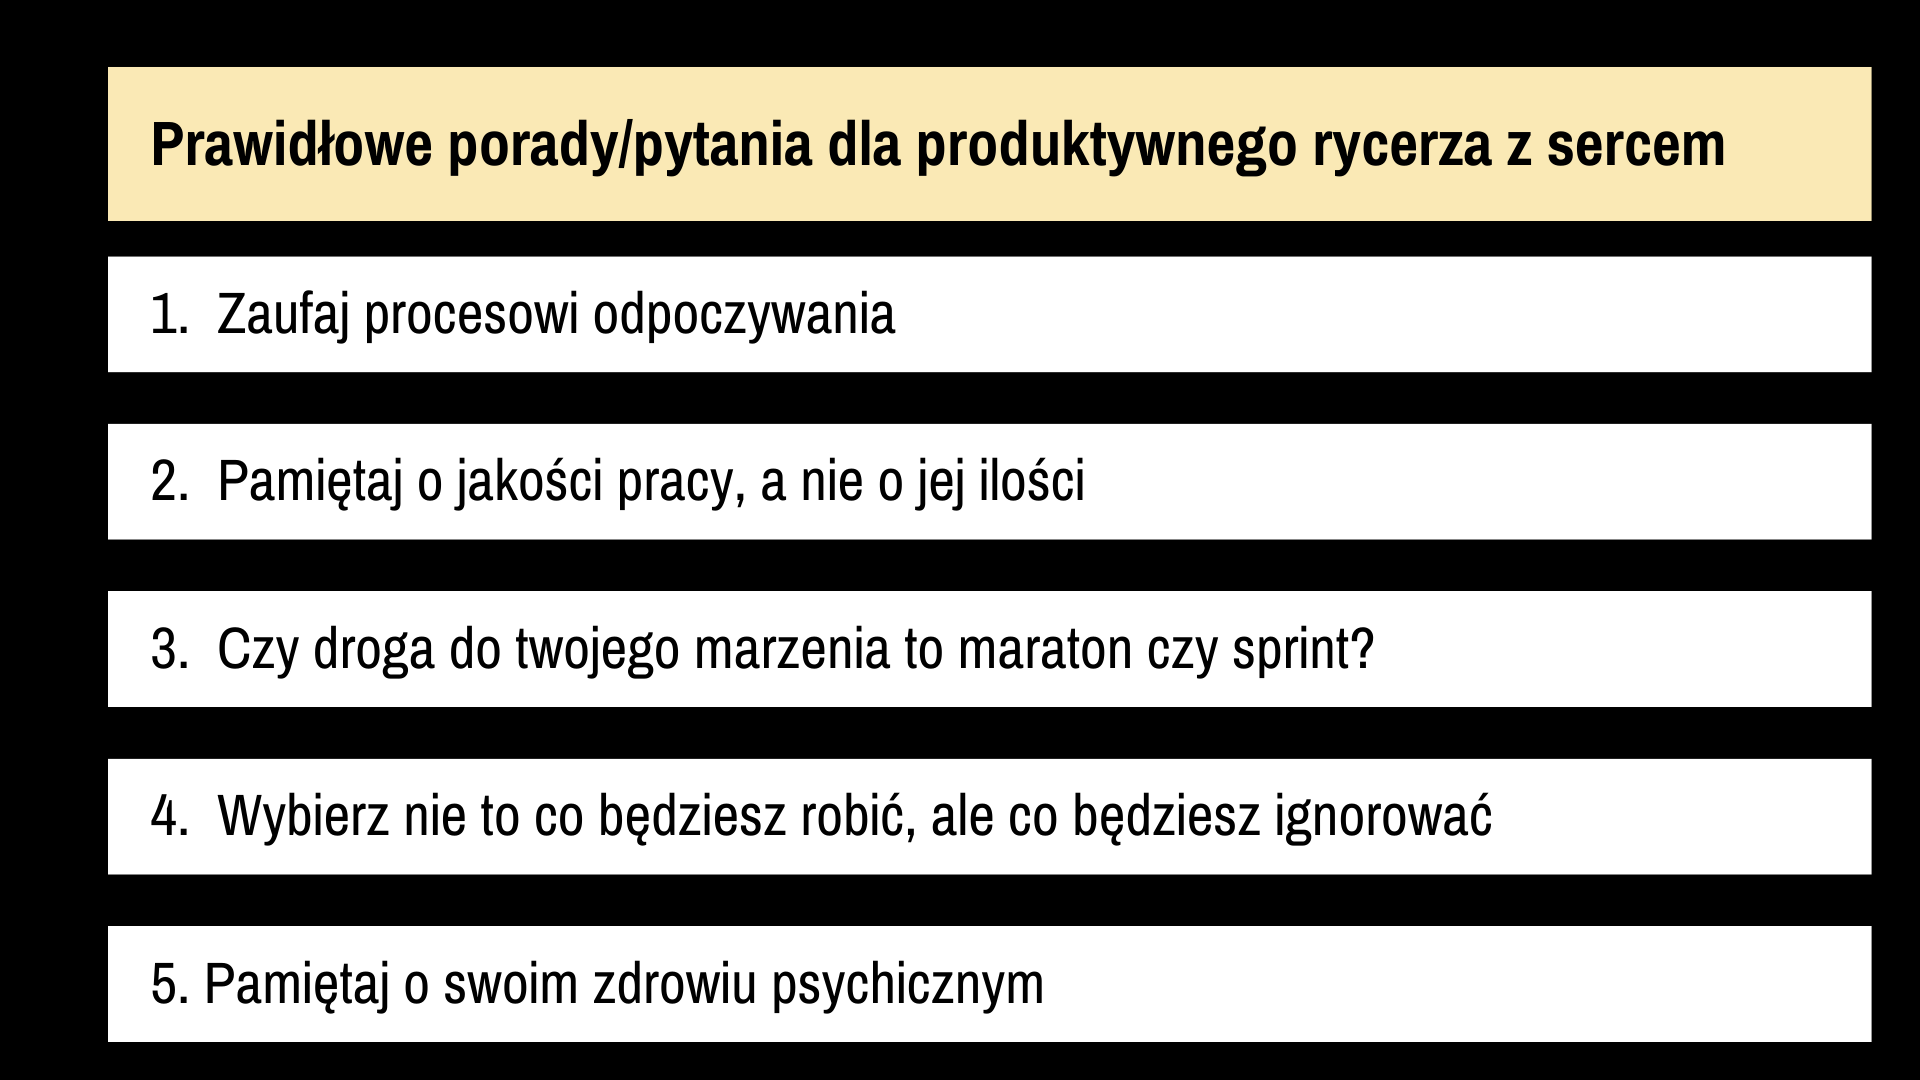 Prawidłowe porady/pytania dla produktywnego rycerza z sercem
1. Zaufaj procesowi odpoczywania
2. Pamiętaj o jakości pracy, a nie o jej ilości
3. Czy droga do twojego marzenia to maraton czy sprint?
4. Wybierz nie to co będziesz robić, ale co będziesz ignorować
5. Pamiętaj o swoim zdrowiu psychicznym